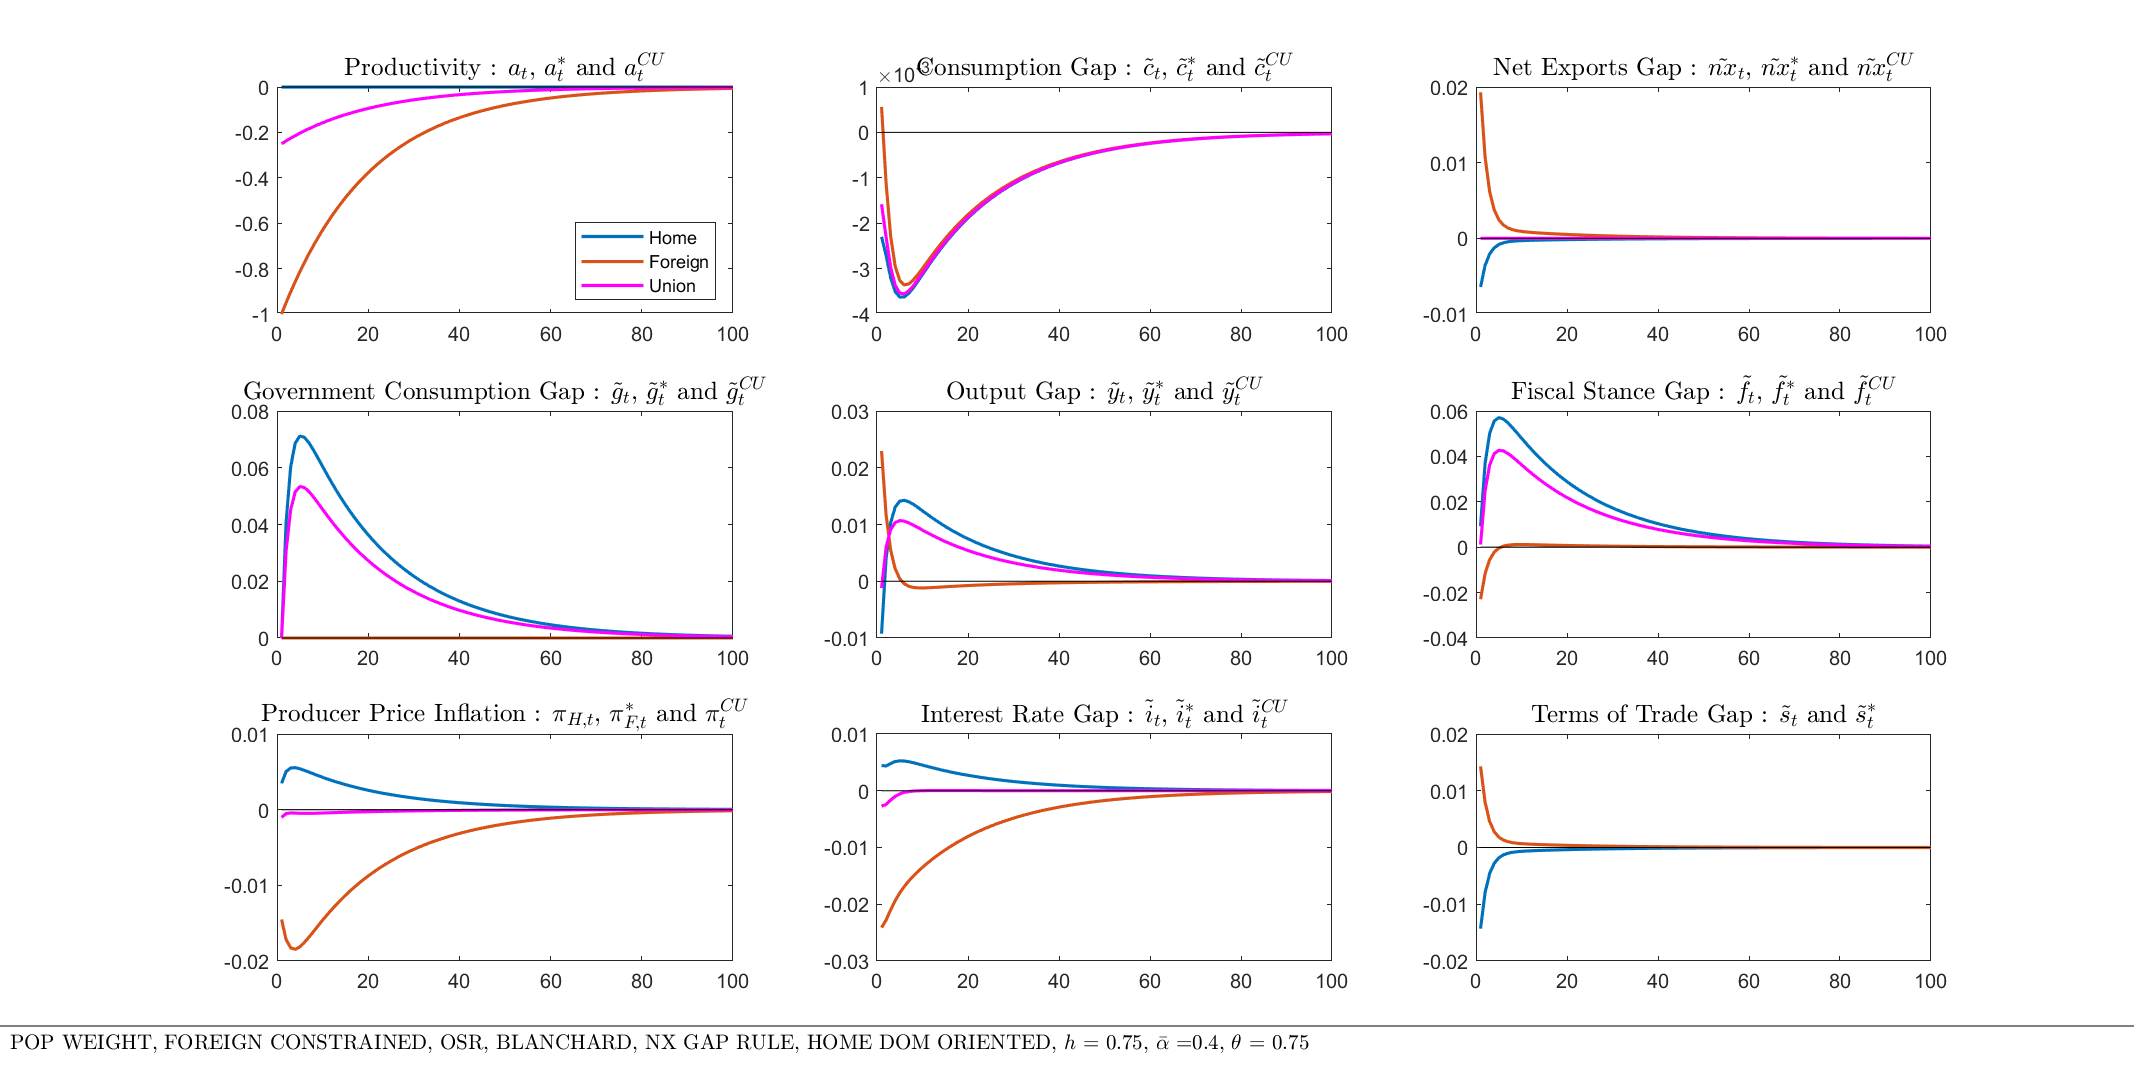 Productivity : a_t, a_t^* and a_t^{CU}
0
-0.2
-0.4
-0.6
-0.8
-1
0 20 40 60 80 100
Home
Foreign
Union
Consumption Gap : c̃_t, c̃_t^* and c̃_t^{CU}
1
0
-1
-2
-3
-4
0 20 40 60 80 100
Net Exports Gap : ñx_t, ñx_t^* and ñx_t^{CU}
0.02
0.01
0
-0.01
0 20 40 60 80 100
Government Consumption Gap : g̃_t, g̃_t^* and g̃_t^{CU}
0.08
0.06
0.04
0.02
0
0 20 40 60 80 100
Output Gap : ỹ_t, ỹ_t^* and ỹ_t^{CU}
0.03
0.02
0.01
0
-0.01
0 20 40 60 80 100
Fiscal Stance Gap : f̃_t, f̃_t^* and f̃_t^{CU}
0.06
0.04
0.02
0
-0.02
-0.04
0 20 40 60 80 100
Producer Price Inflation : π_{H,t}, π_{F,t}^* and π_t^{CU}
0.01
0
-0.01
-0.02
0 20 40 60 80 100
Interest Rate Gap : ĩ_t, ĩ_t^* and ĩ_t^{CU}
0.01
0
-0.01
-0.02
-0.03
0 20 40 60 80 100
Terms of Trade Gap : s̃_t and s̃_t^*
0.02
0.01
0
-0.01
-0.02
0 20 40 60 80 100
POP WEIGHT, FOREIGN CONSTRAINED, OSR, BLANCHARD, NX GAP RULE, HOME DOM ORIENTED, h = 0.75, ᾱ =0.4, θ = 0.75